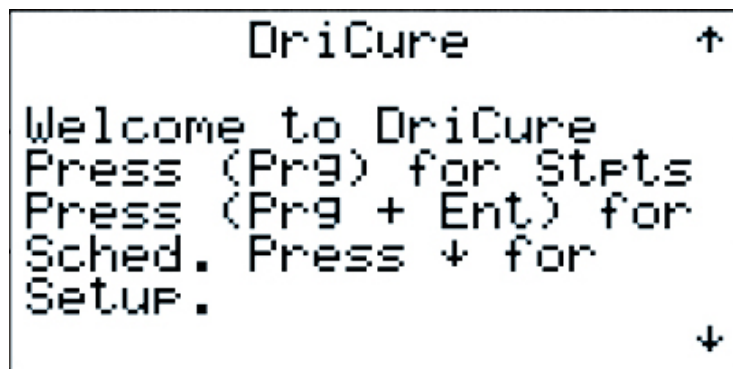 DriCure ↑
Welcome to DriCure
Press (Prg) for Stpts
Press (Prg + Ent) for
Sched. Press ↓ for
Setup.
↓